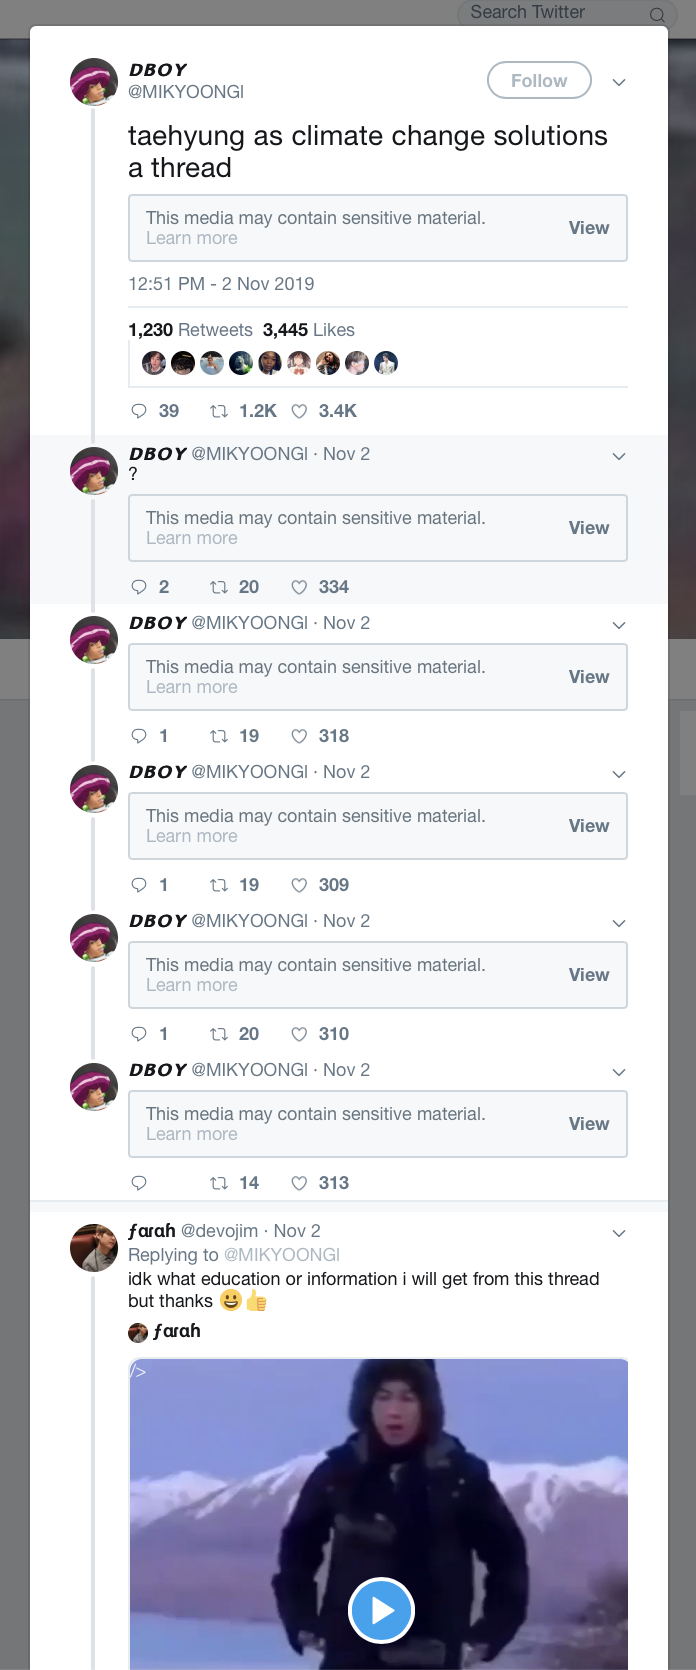 Search Twitter
DBOY
@MIKYOONGI
Follow
taehyung as climate change solutions
a thread
This media may contain sensitive material.
Learn more
View
12:51 PM - 2 Nov 2019
1,230 Retweets 3,445 Likes
39 1.2K 3.4K
DBOY @MIKYOONGI · Nov 2
?
This media may contain sensitive material.
Learn more
View
2 20 334
DBOY @MIKYOONGI · Nov 2
This media may contain sensitive material.
Learn more
View
1 19 318
DBOY @MIKYOONGI · Nov 2
This media may contain sensitive material.
Learn more
View
1 19 309
DBOY @MIKYOONGI · Nov 2
This media may contain sensitive material.
Learn more
View
1 20 310
DBOY @MIKYOONGI · Nov 2
This media may contain sensitive material.
Learn more
View
14 313
ƒαɾαɦ @devojim · Nov 2
Replying to @MIKYOONGI
idk what education or information i will get from this thread
but thanks 😀👍
ƒαɾαɦ
/>